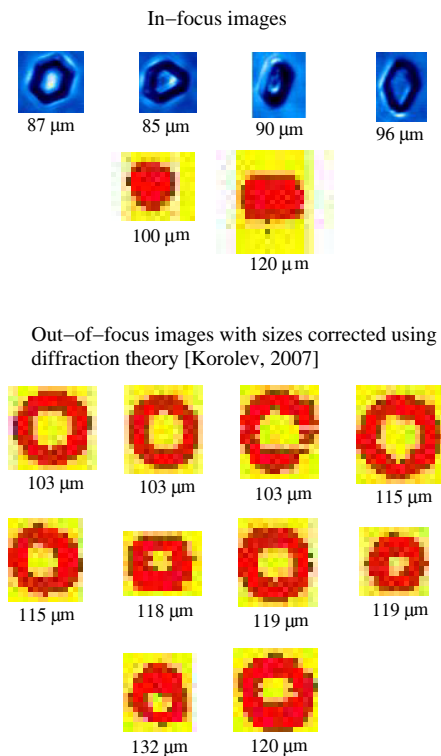 In−focus images
87 μm 85 μm 90 μm 96 μm
100 μm 120 μm
Out−of−focus images with sizes corrected using
diffraction theory [Korolev, 2007]
103 μm 103 μm 103 μm 115 μm
115 μm 118 μm 119 μm 119 μm
132 μm 120 μm